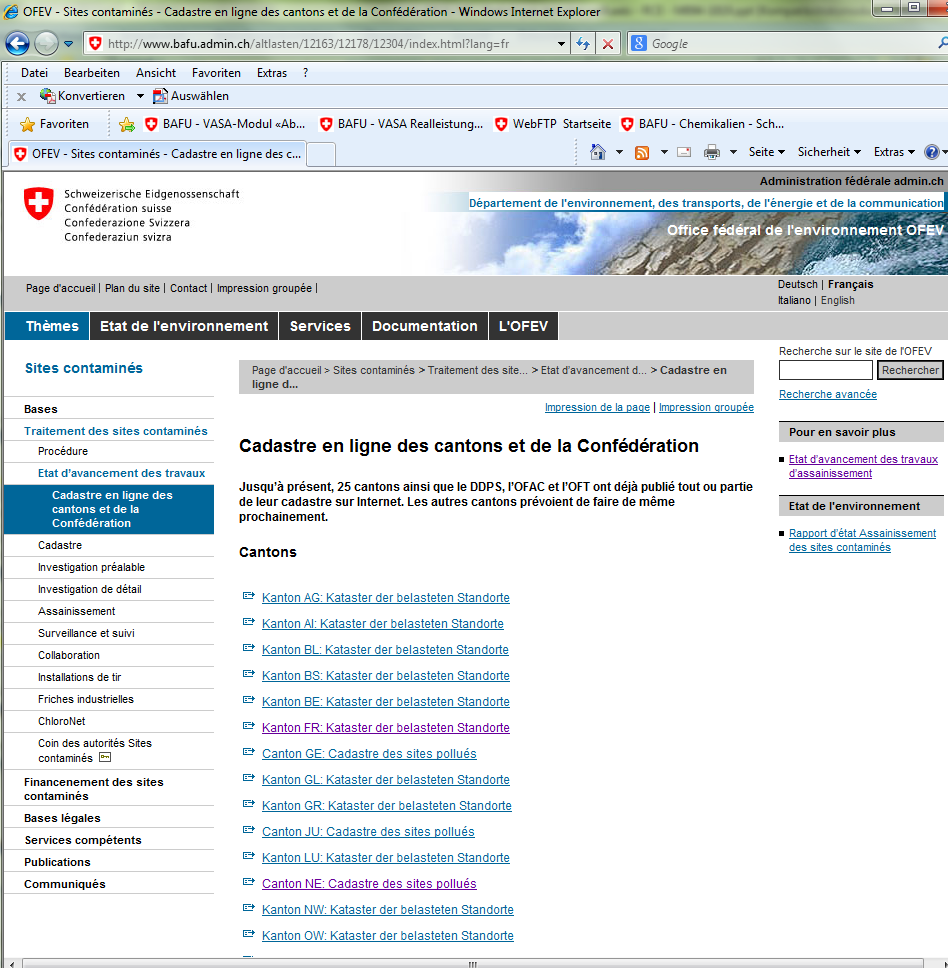 OFEV - Sites contaminés - Cadastre en ligne des cantons et de la Confédération - Windows Internet Explorer
http://www.bafu.admin.ch/altlasten/12163/12178/12304/index.html?lang=fr
Google
Datei Bearbeiten Ansicht Favoriten Extras ?
x Konvertieren Auswählen
Favoriten BAFU - VASA-Modul «Ab... BAFU - VASA Realleistung... WebFTP Startseite BAFU - Chemikalien - Sch...
OFEV - Sites contaminés - Cadastre en ligne des c...
Seite Sicherheit Extras
Administration fédérale admin.ch
Schweizerische Eidgenossenschaft
Confédération suisse
Confederazione Svizzera
Confederaziun svizra
Département de l'environnement, des transports, de l'énergie et de la communication
Office fédéral de l'environnement OFEV
Page d'accueil | Plan du site | Contact | Impression groupée |
Deutsch | Français
Italiano | English
Thèmes Etat de l'environnement Services Documentation L'OFEV
Sites contaminés
Bases
Traitement des sites contaminés
Procédure
Etat d'avancement des travaux
Cadastre en ligne des
cantons et de la
Confédération
Cadastre
Investigation préalable
Investigation de détail
Assainissement
Surveillance et suivi
Collaboration
Installations de tir
Friches industrielles
ChloroNet
Coin des autorités Sites
contaminés
Financenement des sites
contaminés
Bases légales
Services compétents
Publications
Communiqués
Page d'accueil > Sites contaminés > Traitement des site... > Etat d'avancement d... > Cadastre en
ligne d...
Impression de la page | Impression groupée
Cadastre en ligne des cantons et de la Confédération
Jusqu'à présent, 25 cantons ainsi que le DDPS, l'OFAC et l'OFT ont déjà publié tout ou partie
de leur cadastre sur Internet. Les autres cantons prévoient de faire de même
prochainement.
Cantons
Kanton AG: Kataster der belasteten Standorte
Kanton AI: Kataster der belasteten Standorte
Kanton BL: Kataster der belasteten Standorte
Kanton BS: Kataster der belasteten Standorte
Kanton BE: Kataster der belasteten Standorte
Kanton FR: Kataster der belasteten Standorte
Canton GE: Cadastre des sites pollués
Kanton GL: Kataster der belasteten Standorte
Kanton GR: Kataster der belasteten Standorte
Canton JU: Cadastre des sites pollués
Kanton LU: Kataster der belasteten Standorte
Canton NE: Cadastre des sites pollués
Kanton NW: Kataster der belasteten Standorte
Kanton OW: Kataster der belasteten Standorte
Recherche sur le site de l'OFEV
Rechercher
Recherche avancée
Pour en savoir plus
Etat d'avancement des travaux
d'assainissement
Etat de l'environnement
Rapport d'état Assainissement
des sites contaminés